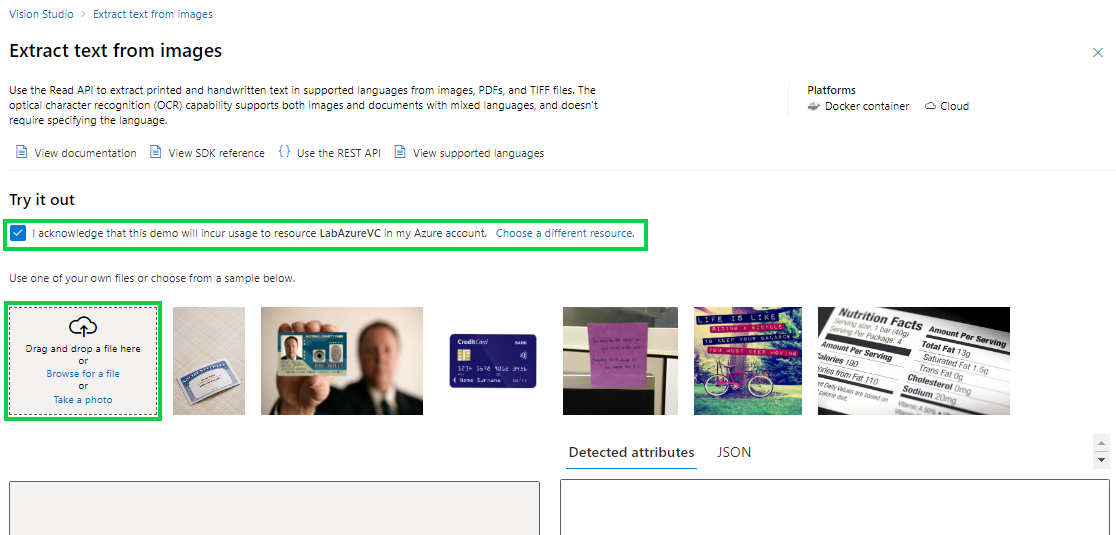 Vision Studio > Extract text from images
Extract text from images
Use the Read API to extract printed and handwritten text in supported languages from images, PDFs, and TIFF files. The
optical character recognition (OCR) capability supports both images and documents with mixed languages, and doesn't
require specifying the language.
Platforms
Docker container Cloud
View documentation View SDK reference Use the REST API View supported languages
Try it out
I acknowledge that this demo will incur usage to resource LabAzureVC in my Azure account. Choose a different resource.
Use one of your own files or choose from a sample below.
Drag and drop a file here
or
Browse for a file
or
Take a photo
CreditCard BANK
Name Surname
LIFE IS LIKE
RIDING A BICYCLE
TO KEEP YOUR BALANCE
YOU MUST KEEP MOVING
Nutrition Facts
Serving size: 1 bar (40g)
Serving Per Package: 4
Amount Per Serving
Calories 190
Calories from Fat 110
Amount Per Serving
Total Fat 13g
Saturated Fat 1.5g
Trans Fat 0g
Cholesterol 0mg
Sodium 20mg
Detected attributes JSON